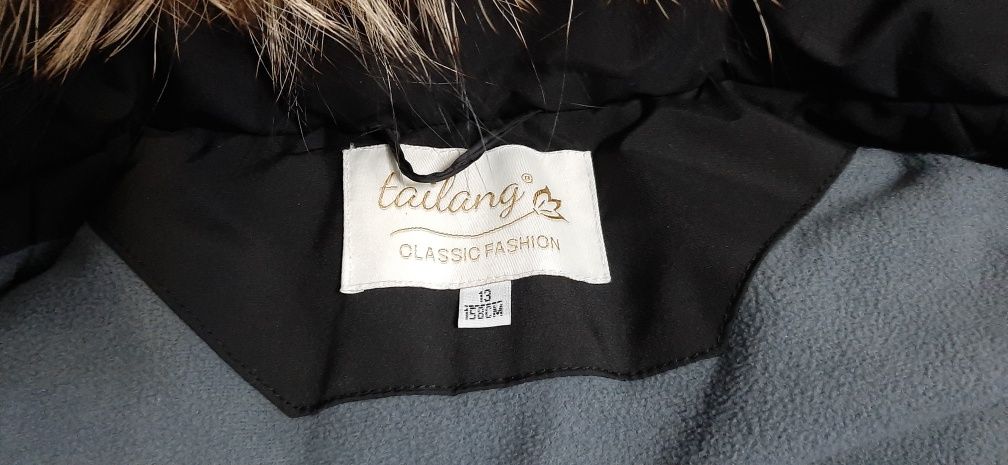 tailang®
CLASSIC FASHION
13
158CM